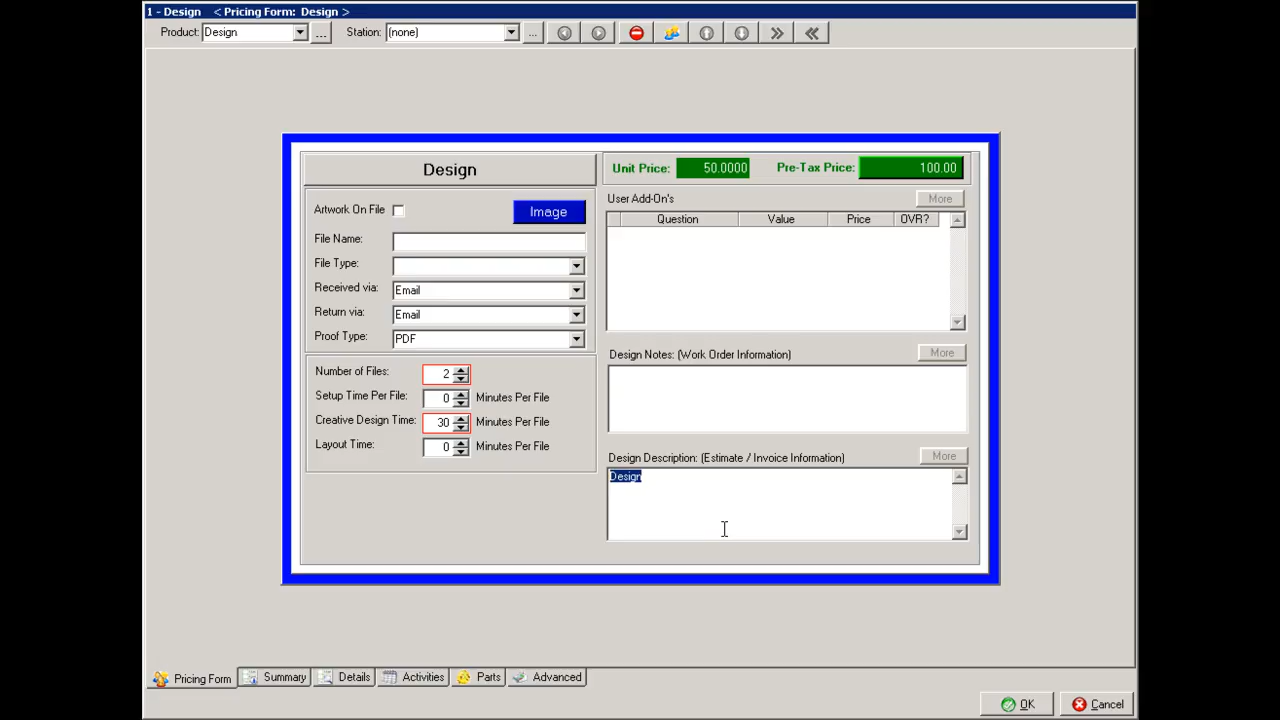 1 - Design < Pricing Form: Design >
Product: Design ... Station: (none) ...
Design
Unit Price: 50.0000 Pre-Tax Price: 100.00
Artwork On File
Image
File Name:
File Type:
Received via: Email
Return via: Email
Proof Type: PDF
Number of Files: 2
Setup Time Per File: 0 Minutes Per File
Creative Design Time: 30 Minutes Per File
Layout Time: 0 Minutes Per File
User Add-On's More
Question Value Price OVR?
Design Notes: (Work Order Information) More
Design Description: (Estimate / Invoice Information) More
Design
Pricing Form Summary Details Activities Parts Advanced
OK Cancel